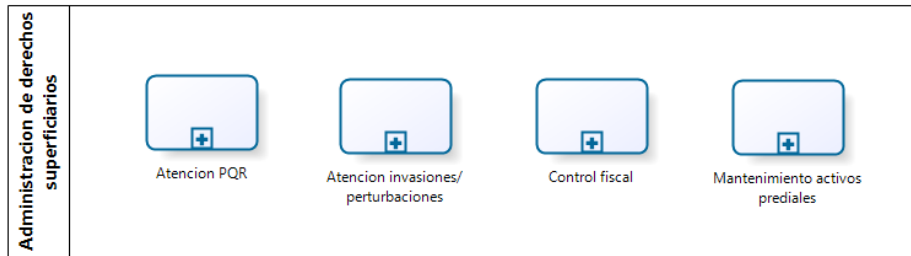 Administracion de derechos
superficiarios
Atencion PQR
Atencion invasiones/
perturbaciones
Control fiscal
Mantenimiento activos
prediales